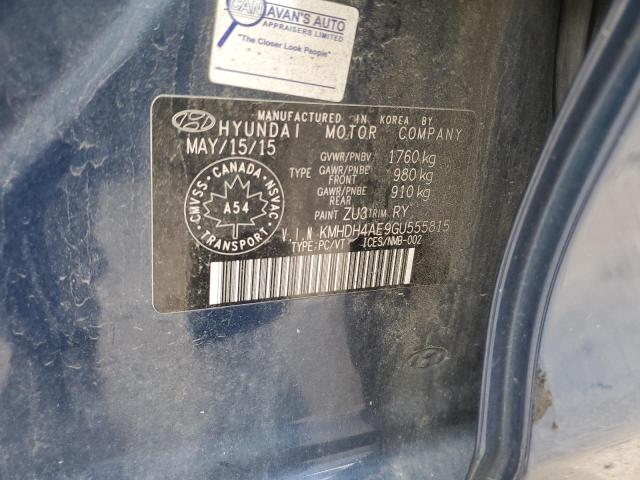 CANAVAN'S AUTO
APPRAISERS LIMITED
"The Closer Look People"
MANUFACTURED IN KOREA BY
HYUNDAI MOTOR COMPANY
MAY/15/15
GVWR/PNBV 1760 kg
TYPE GAWR/PNBE FRONT 980 kg
GAWR/PNBE REAR 910 kg
PAINT ZU3 TRIM RY
V.I.N KMHDH4AE9GU555815
TYPE:PC/VT ICES/NMB-002
CMVSS · CANADA · NSVAC
A54
TRANSPORT